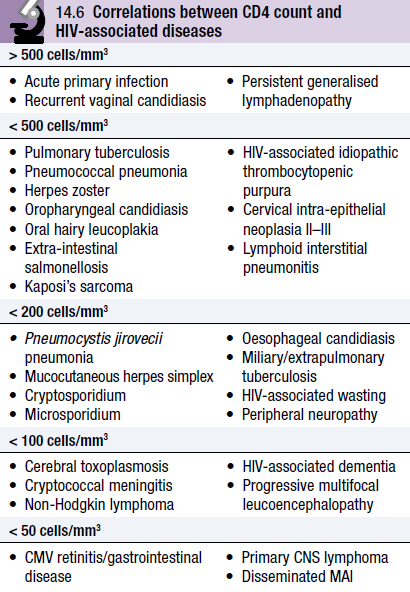 14.6 Correlations between CD4 count and
HIV-associated diseases
> 500 cells/mm³
• Acute primary infection
• Recurrent vaginal candidiasis
• Persistent generalised
lymphadenopathy
< 500 cells/mm³
• Pulmonary tuberculosis
• Pneumococcal pneumonia
• Herpes zoster
• Oropharyngeal candidiasis
• Oral hairy leucoplakia
• Extra-intestinal
salmonellosis
• Kaposi’s sarcoma
• HIV-associated idiopathic
thrombocytopenic
purpura
• Cervical intra-epithelial
neoplasia II–III
• Lymphoid interstitial
pneumonitis
< 200 cells/mm³
• Pneumocystis jirovecii
pneumonia
• Mucocutaneous herpes simplex
• Cryptosporidium
• Microsporidium
• Oesophageal candidiasis
• Miliary/extrapulmonary
tuberculosis
• HIV-associated wasting
• Peripheral neuropathy
< 100 cells/mm³
• Cerebral toxoplasmosis
• Cryptococcal meningitis
• Non-Hodgkin lymphoma
• HIV-associated dementia
• Progressive multifocal
leucoencephalopathy
< 50 cells/mm³
• CMV retinitis/gastrointestinal
disease
• Primary CNS lymphoma
• Disseminated MAI